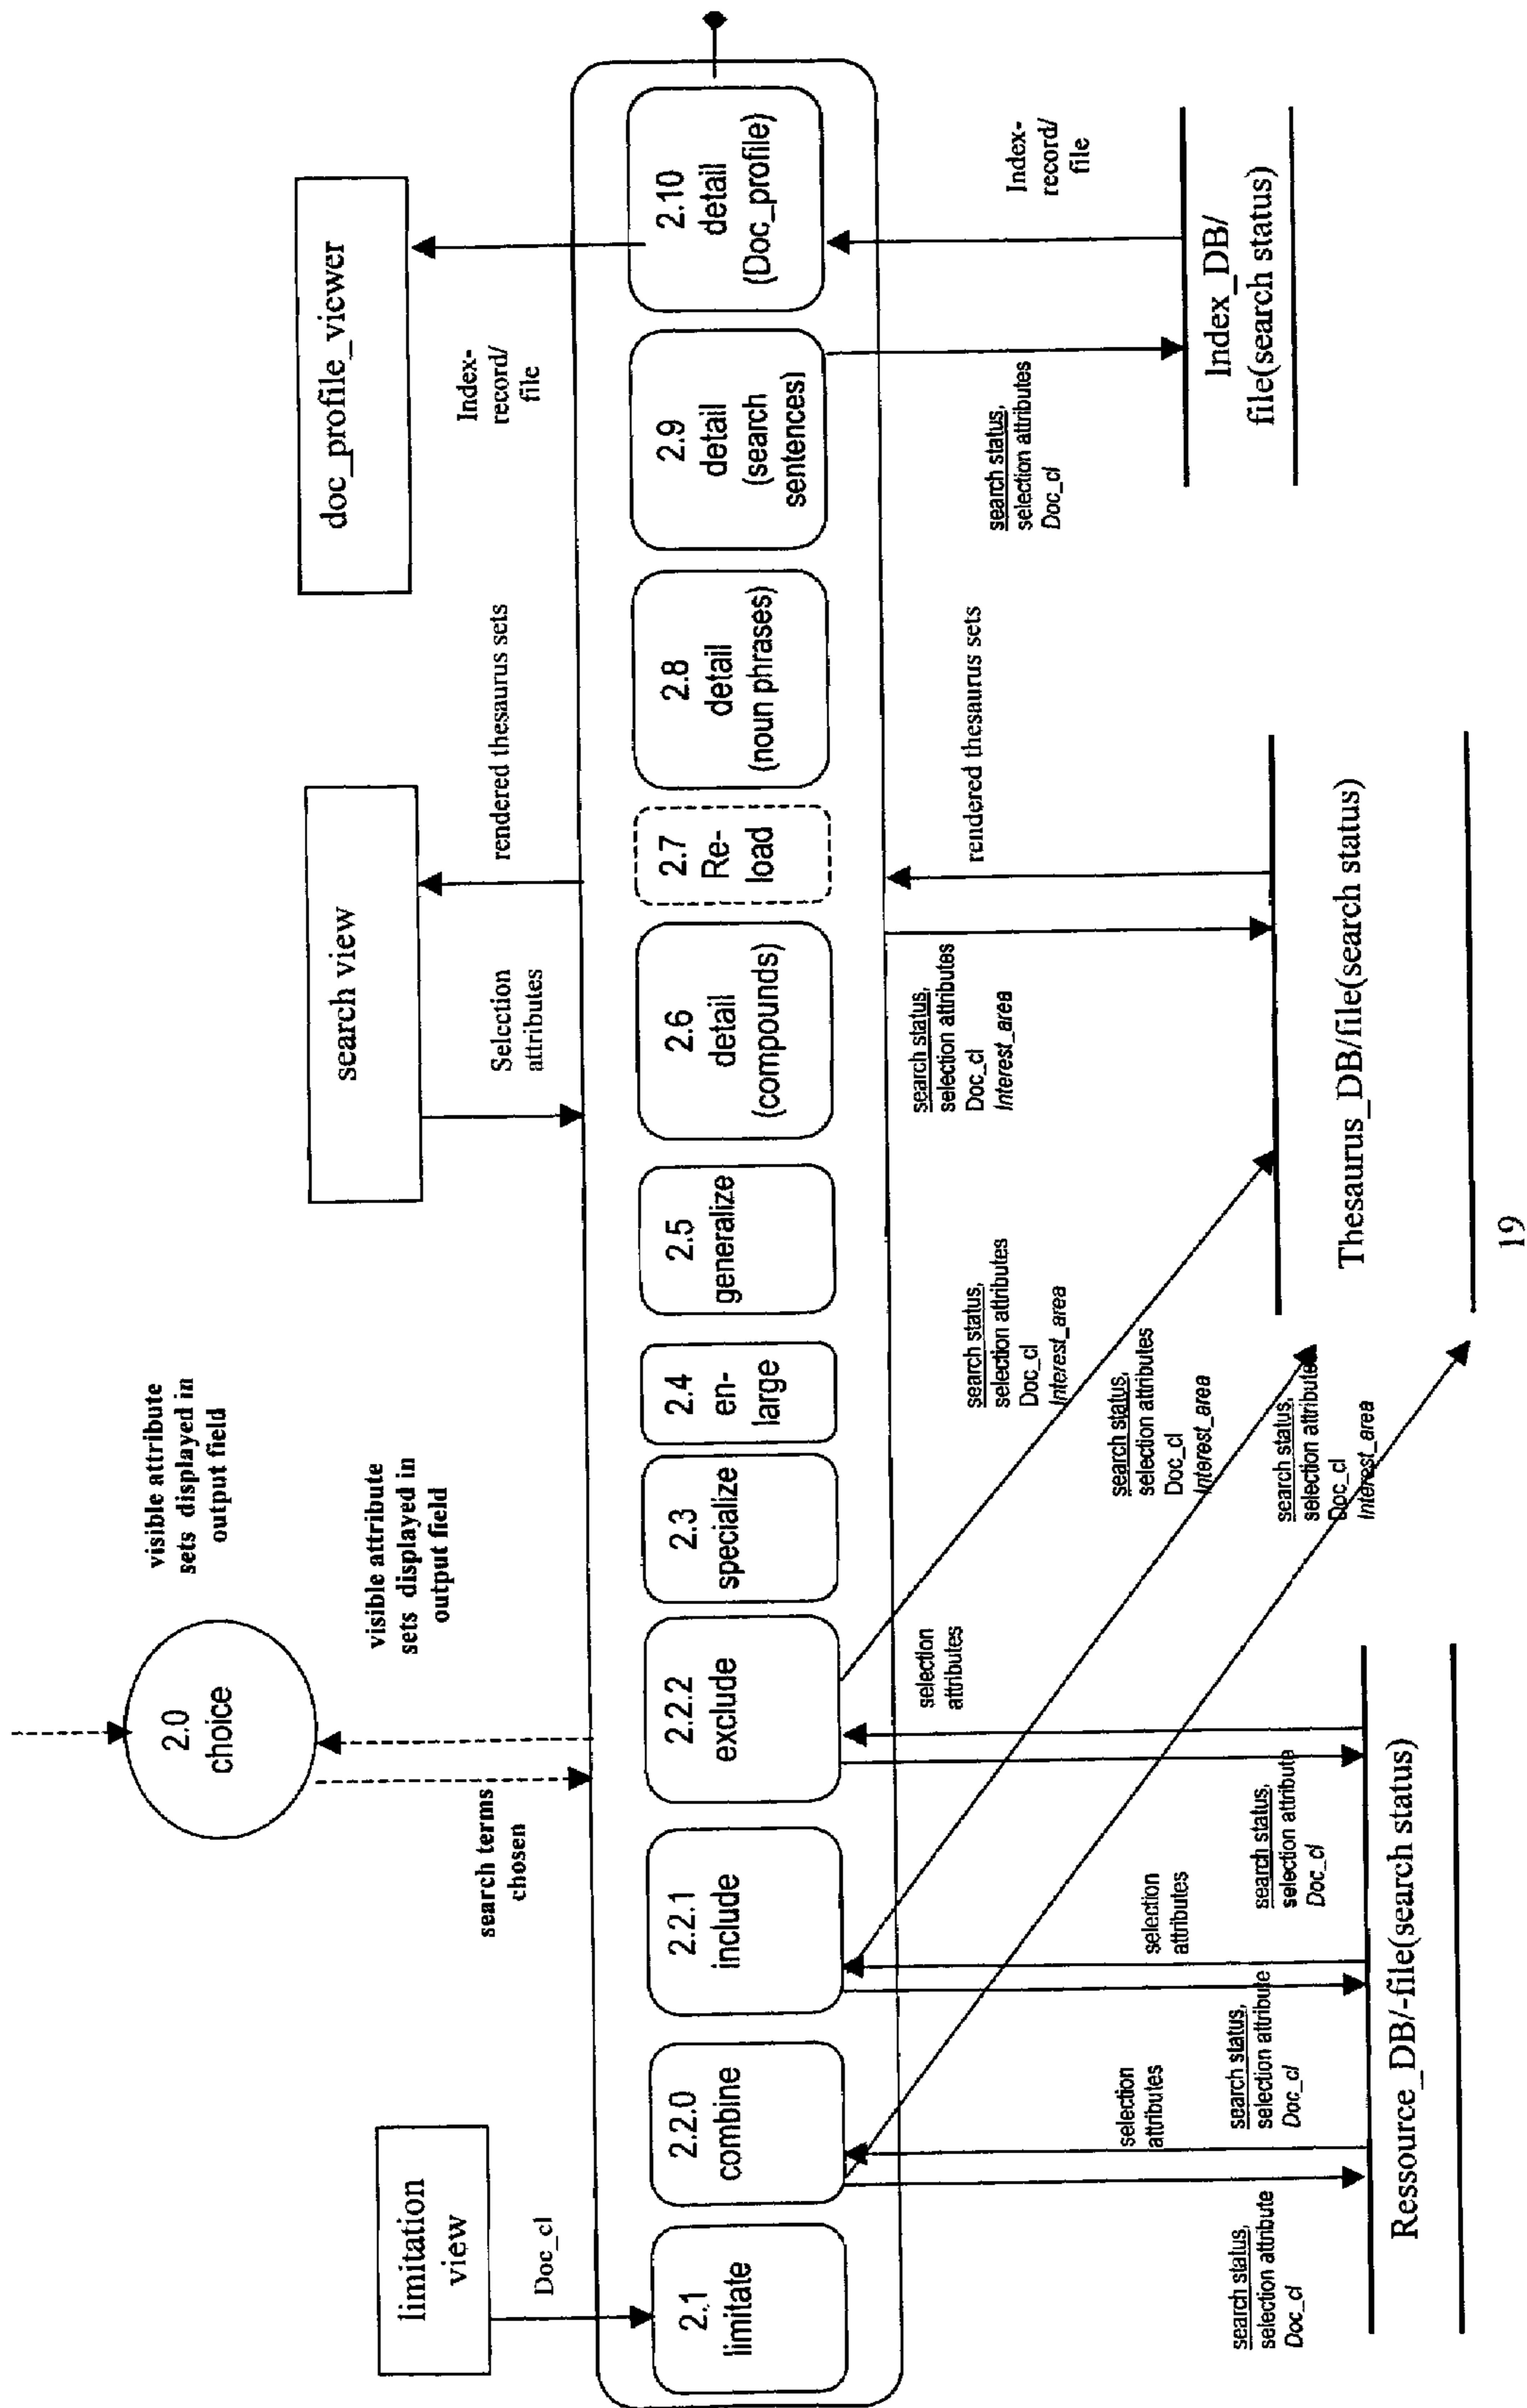 visible attribute
sets displayed in
output field
2.0
choice
visible attribute
sets displayed in
output field
search terms
chosen
limitation
view
Doc_cl
search view
Selection
attributes
rendered thesaurus sets
doc_profile_viewer
Index-
record/
file
2.1
limitate
2.2.0
combine
2.2.1
include
2.2.2
exclude
2.3
specialize
2.4
en-
large
2.5
generalize
2.6
detail
(compounds)
2.7
Re-
load
2.8
detail
(noun phrases)
2.9
detail
(search
sentences)
2.10
detail
(Doc_profile)
search status,
selection attribute
Doc_cl
selection
attributes
search status,
selection attribute
Doc_cl
selection
attributes
search status,
selection attribute
Doc_cl
selection
attributes
search status,
selection attributes
Doc_cl
Interest_area
search status,
selection attributes
Doc_cl
Interest_area
search status,
selection attribute
Doc_cl
Interest_area
search status,
selection attributes
Doc_cl
Interest_area
rendered thesaurus sets
search status,
selection attributes
Doc_cl
Index-
record/
file
Ressource_DB/-file(search status)
Thesaurus_DB/file(search status)
Index_DB/
file(search status)
19